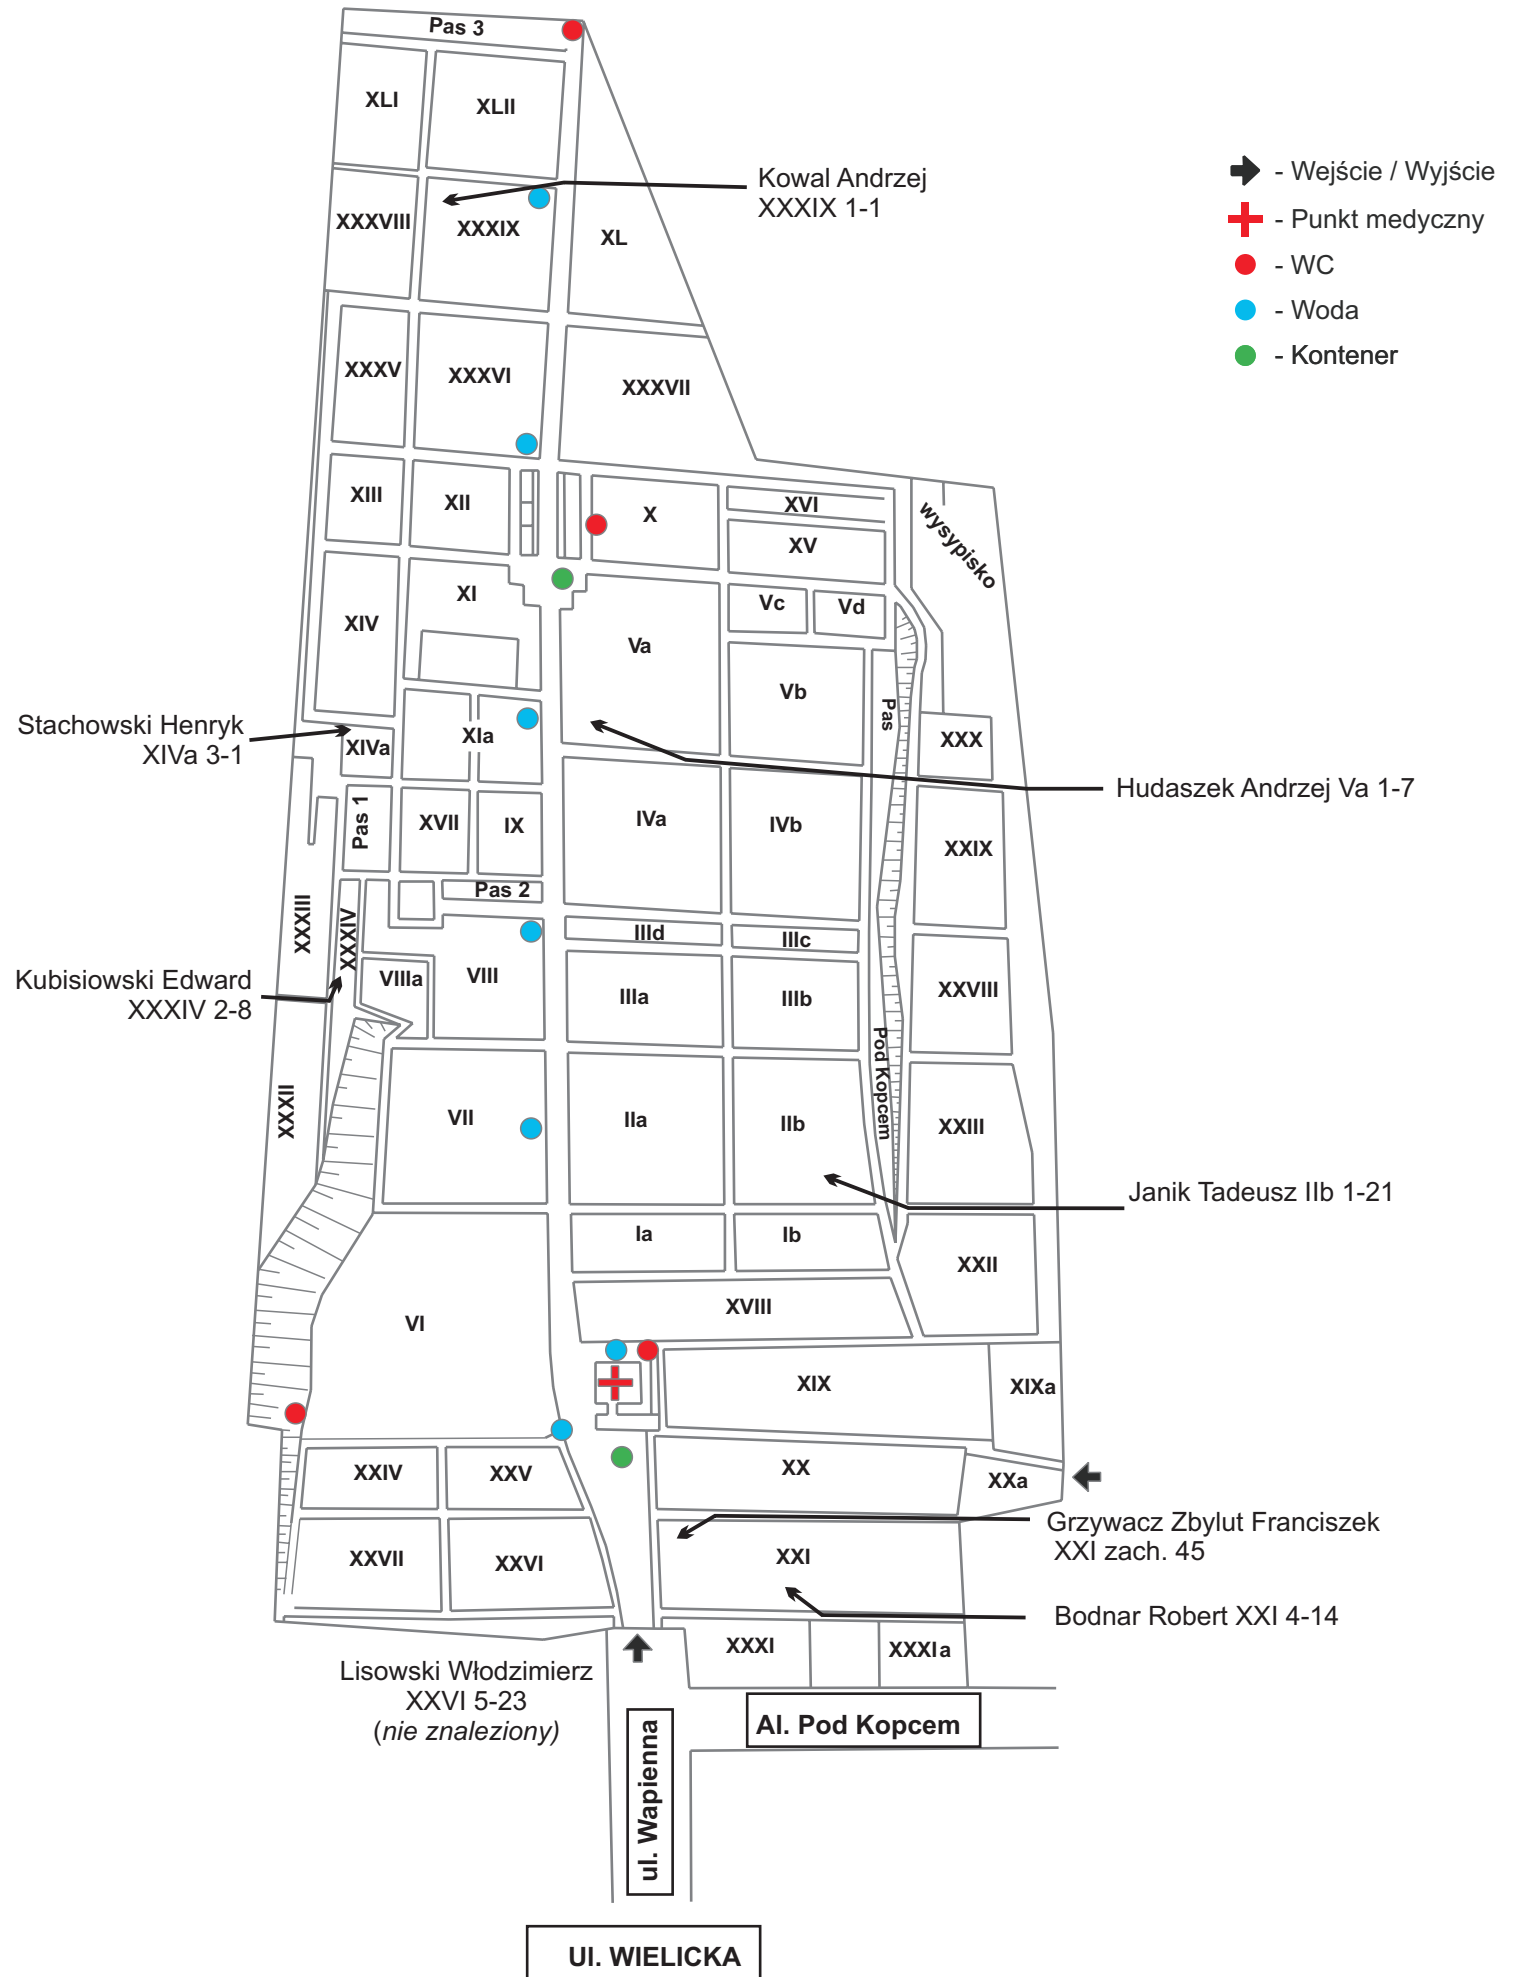 Pas 3
XLI
XLII
Kowal Andrzej
XXXIX 1-1
- Wejście / Wyjście
- Punkt medyczny
- WC
- Woda
- Kontener
XXXVIII
XXXIX
XL
XXXV
XXXVI
XXXVII
XIII
XII
X
XVI
XV
wysypisko
XIV
XI
Va
Vc
Vd
Vb
Pas
Stachowski Henryk
XIVa 3-1
XIVa
XIa
XXX
Hudaszek Andrzej Va 1-7
Pas 1
XVII
IX
IVa
IVb
XXIX
Pas 2
XXXIII
XXXIV
IIId
IIIc
Kubisiowski Edward
XXXIV 2-8
VIIIa
VIII
IIIa
IIIb
XXVIII
Pod Kopcem
XXXII
VII
IIa
IIb
XXIII
Janik Tadeusz IIb 1-21
Ia
Ib
XXII
VI
XVIII
XIX
XIXa
XXIV
XXV
XX
XXa
Grzywacz Zbylut Franciszek
XXI zach. 45
XXVII
XXVI
XXI
Bodnar Robert XXI 4-14
XXXI
XXXIa
Lisowski Włodzimierz
XXVI 5-23
(nie znaleziony)
Al. Pod Kopcem
ul. Wapienna
Ul. WIELICKA